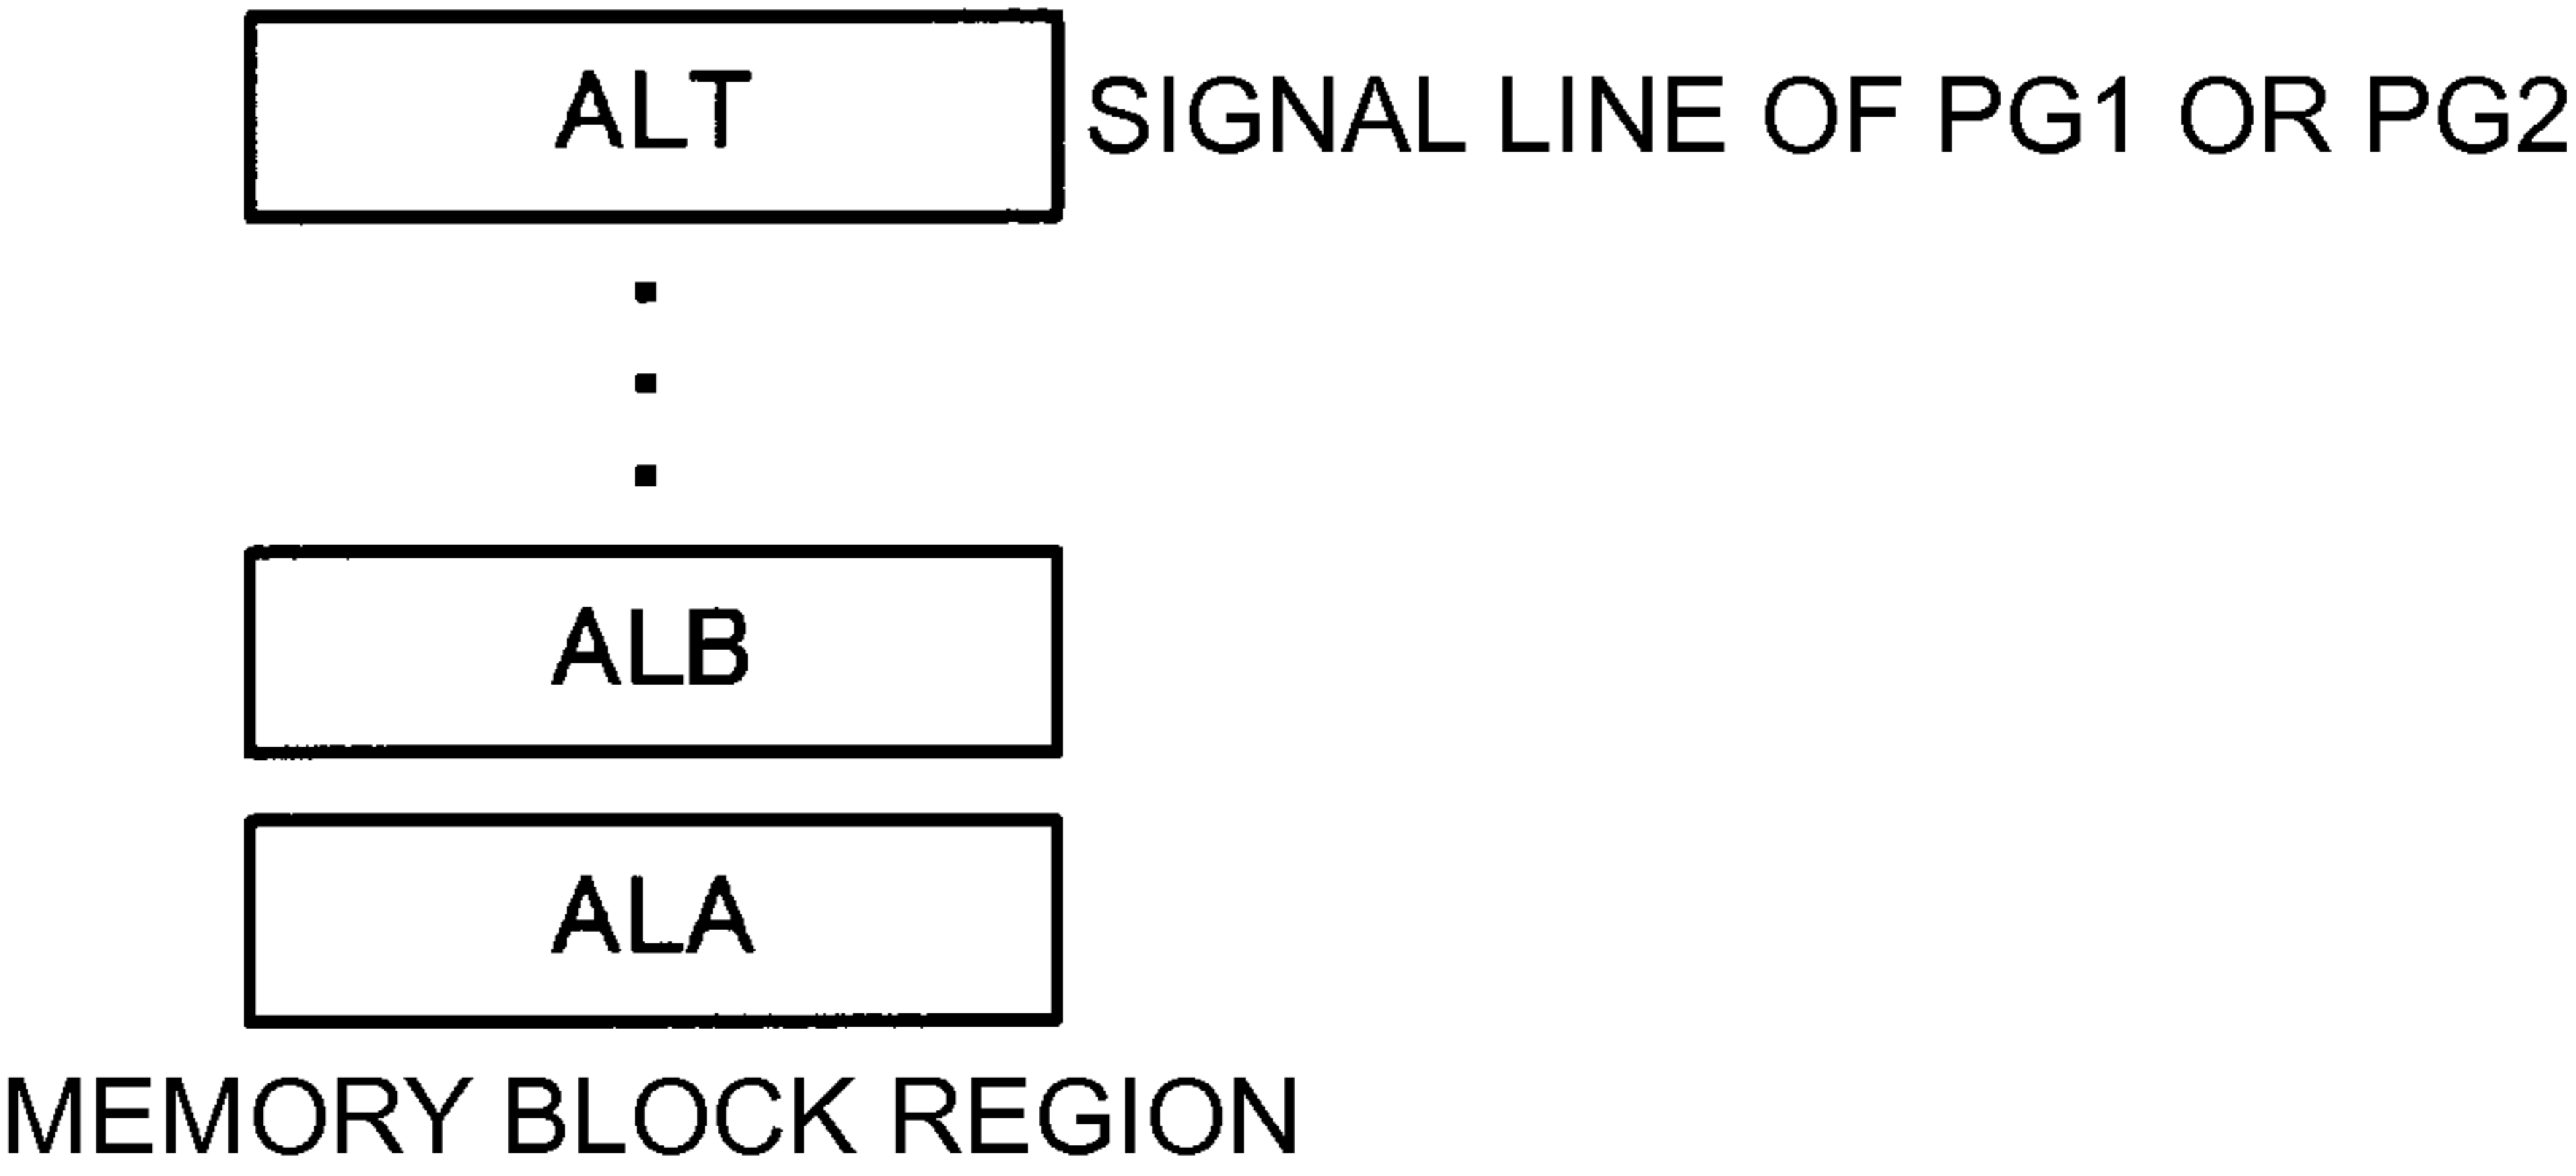 ALT
SIGNAL LINE OF PG1 OR PG2
ALB
ALA
MEMORY BLOCK REGION